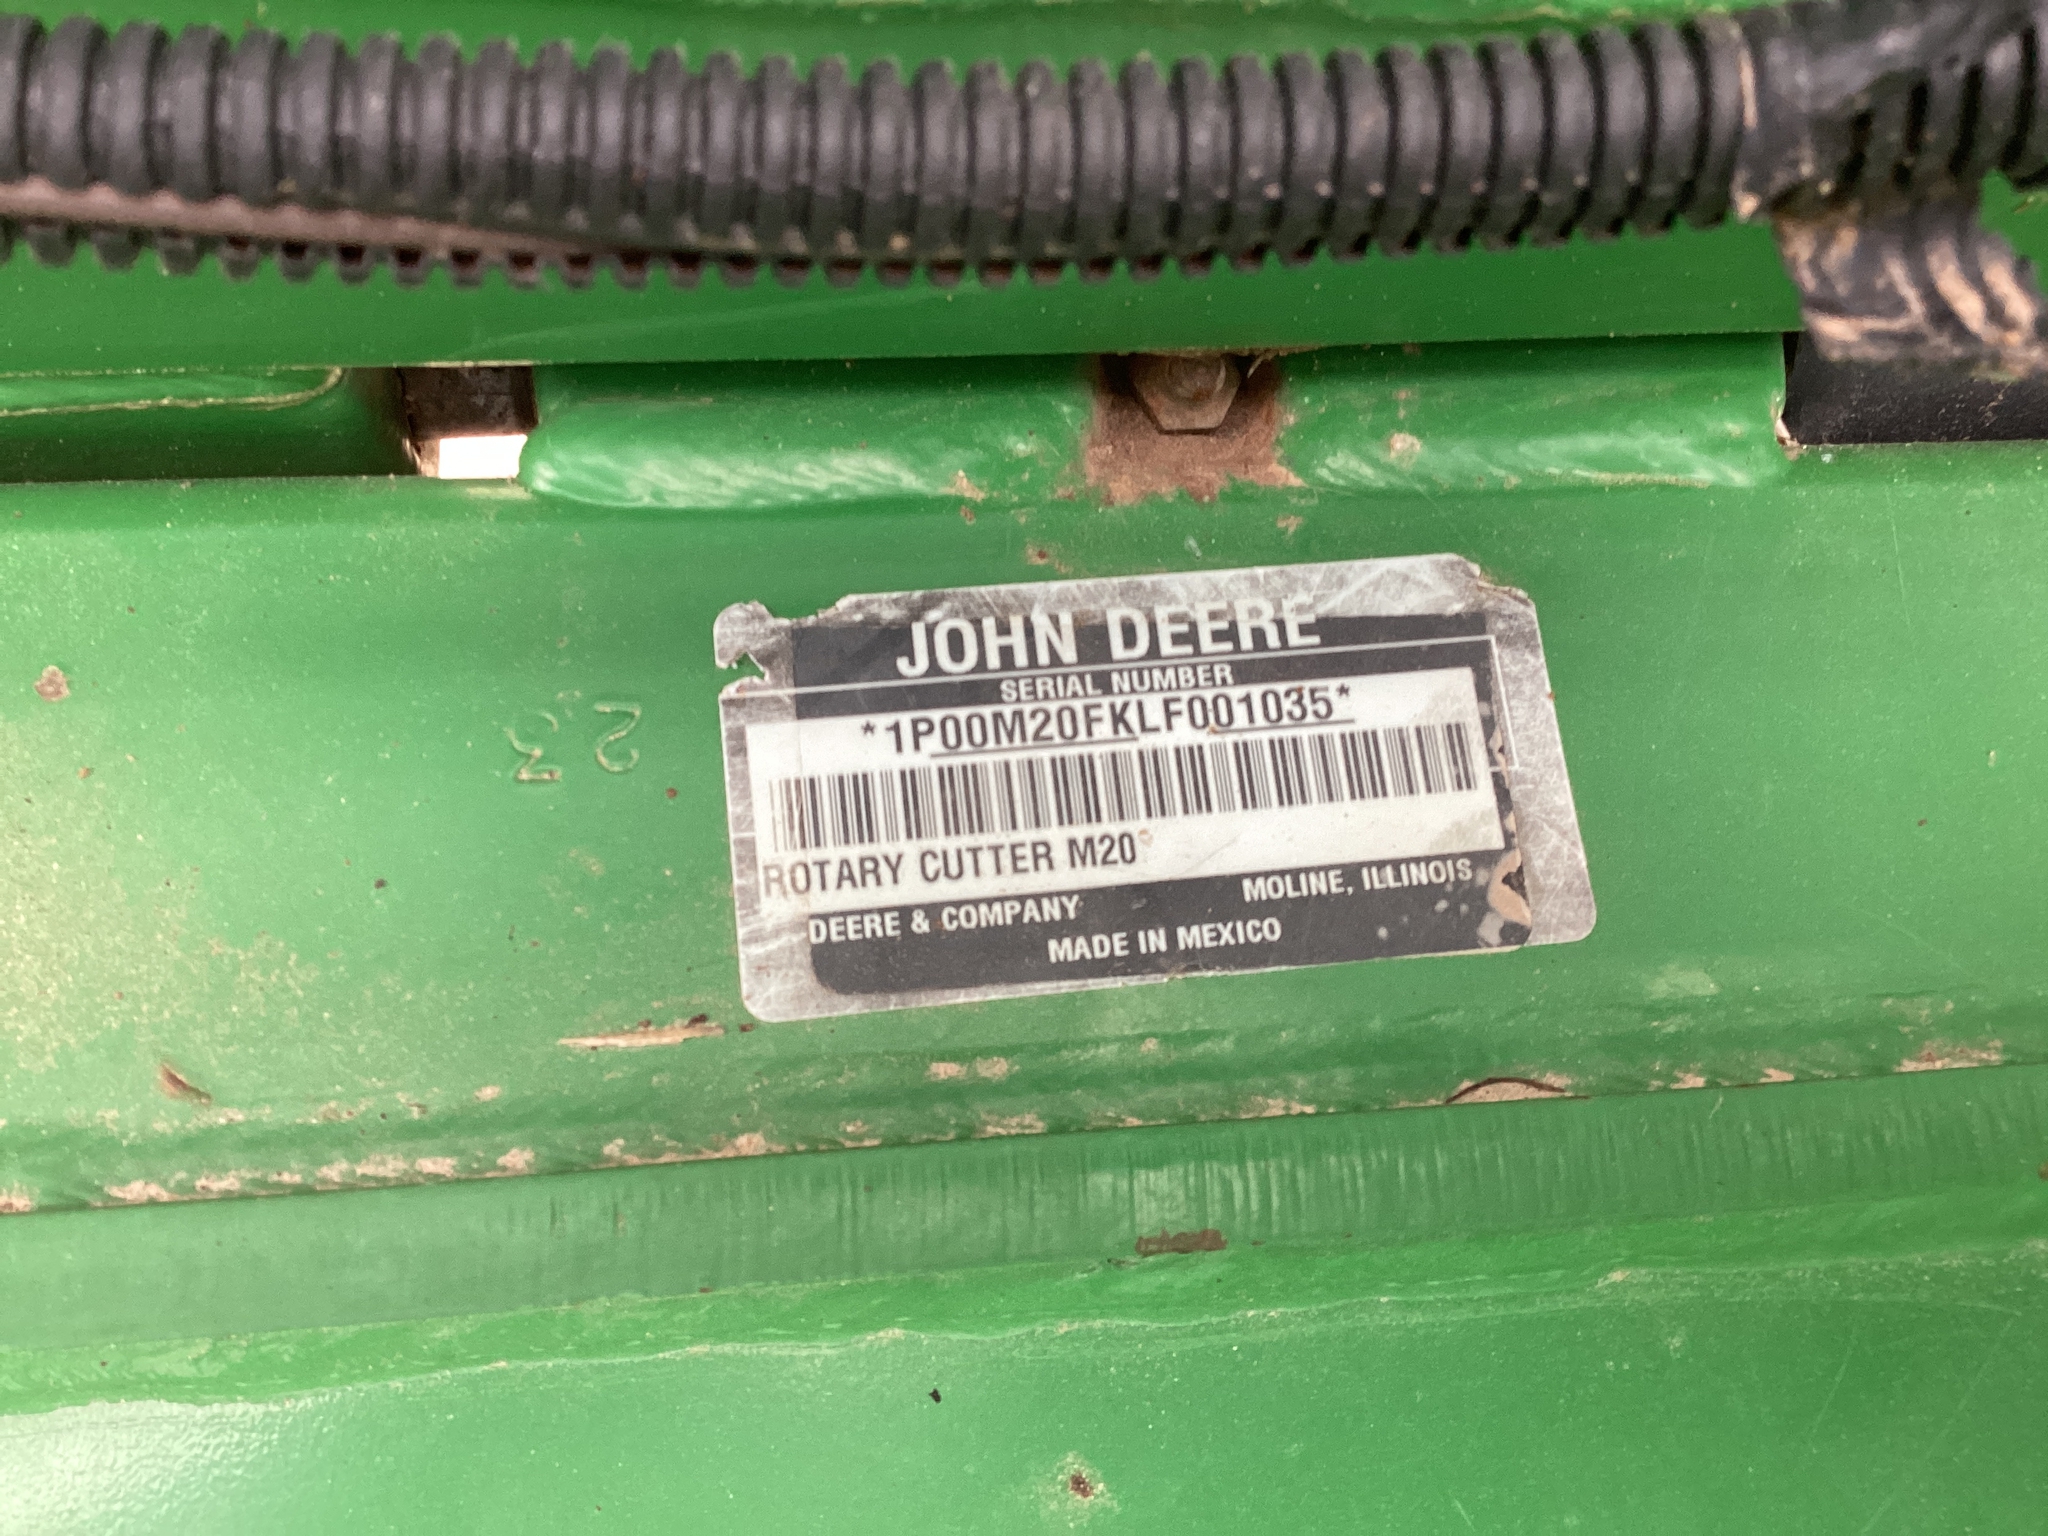 JOHN DEERE
SERIAL NUMBER
*1P00M20FKLF001035*
ROTARY CUTTER M20
DEERE & COMPANY MOLINE, ILLINOIS
MADE IN MEXICO
23